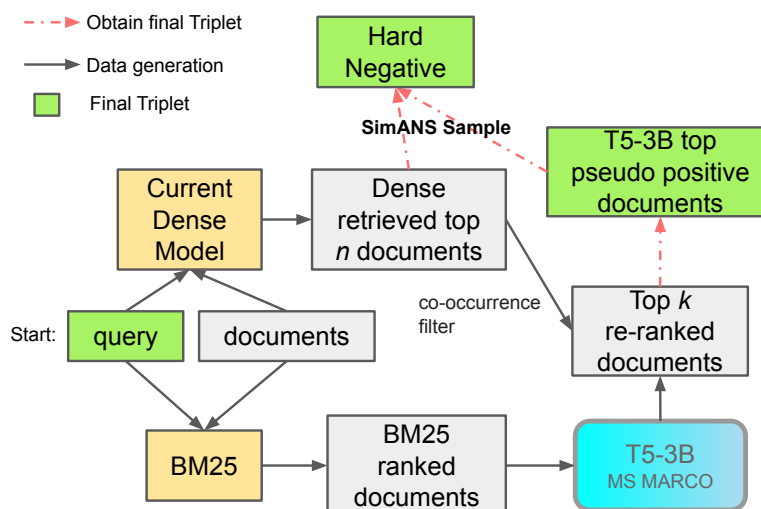 Obtain final Triplet
Data generation
Final Triplet
Hard
Negative
SimANS Sample
T5-3B top
pseudo positive
documents
Current
Dense
Model
Dense
retrieved top
n documents
co-occurrence
filter
Start:
query
documents
Top k
re-ranked
documents
BM25
BM25
ranked
documents
T5-3B
MS MARCO